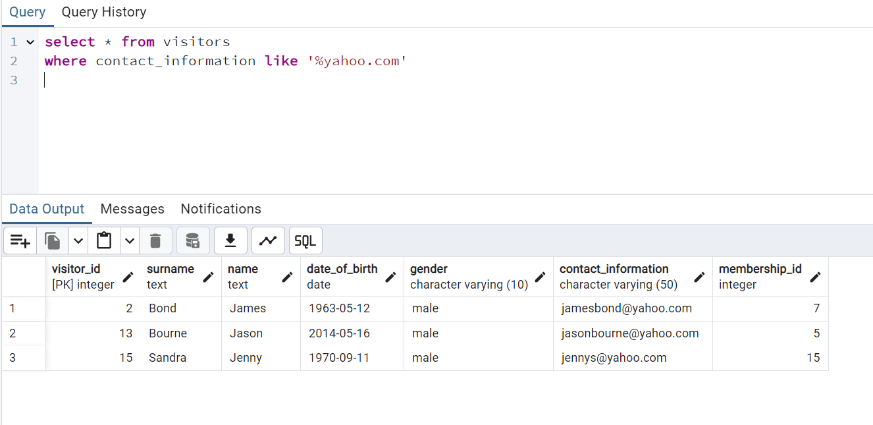 Query Query History
1 select * from visitors
2 where contact_information like '%yahoo.com'
3
Data Output Messages Notifications
SQL
visitor_id surname name date_of_birth gender contact_information membership_id
[PK] integer text text date character varying (10) character varying (50) integer
1 2 Bond James 1963-05-12 male jamesbond@yahoo.com 7
2 13 Bourne Jason 2014-05-16 male jasonbourne@yahoo.com 5
3 15 Sandra Jenny 1970-09-11 male jennys@yahoo.com 15